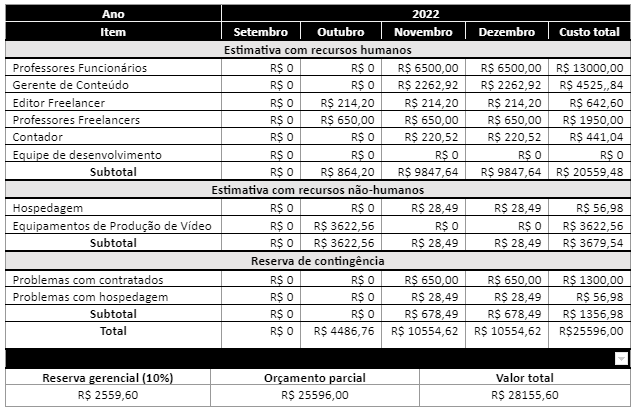 Ano 2022
Item Setembro Outubro Novembro Dezembro Custo total
Estimativa com recursos humanos
Professores Funcionários R$ 0 R$ 0 R$ 6500,00 R$ 6500,00 R$ 13000,00
Gerente de Conteúdo R$ 0 R$ 0 R$ 2262,92 R$ 2262,92 R$ 4525,,84
Editor Freelancer R$ 0 R$ 214,20 R$ 214,20 R$ 214,20 R$ 642,60
Professores Freelancers R$ 0 R$ 650,00 R$ 650,00 R$ 650,00 R$ 1950,00
Contador R$ 0 R$ 0 R$ 220,52 R$ 220,52 R$ 441,04
Equipe de desenvolvimento R$ 0 R$ 0 R$ 0 R$ 0 R$ 0
Subtotal R$ 0 R$ 864,20 R$ 9847,64 R$ 9847,64 R$ 20559,48
Estimativa com recursos não-humanos
Hospedagem R$ 0 R$ 0 R$ 28,49 R$ 28,49 R$ 56,98
Equipamentos de Produção de Vídeo R$ 0 R$ 3622,56 R$ 0 R$ 0 R$ 3622,56
Subtotal R$ 0 R$ 3622,56 R$ 28,49 R$ 28,49 R$ 3679,54
Reserva de contingência
Problemas com contratados R$ 0 R$ 0 R$ 650,00 R$ 650,00 R$ 1300,00
Problemas com hospedagem R$ 0 R$ 0 R$ 28,49 R$ 28,49 R$ 56,98
Subtotal R$ 0 R$ 0 R$ 678,49 R$ 678,49 R$ 1356,98
Total R$ 0 R$ 4486,76 R$ 10554,62 R$ 10554,62 R$25596,00
Reserva gerencial (10%) Orçamento parcial Valor total
R$ 2559,60 R$ 25596,00 R$ 28155,60